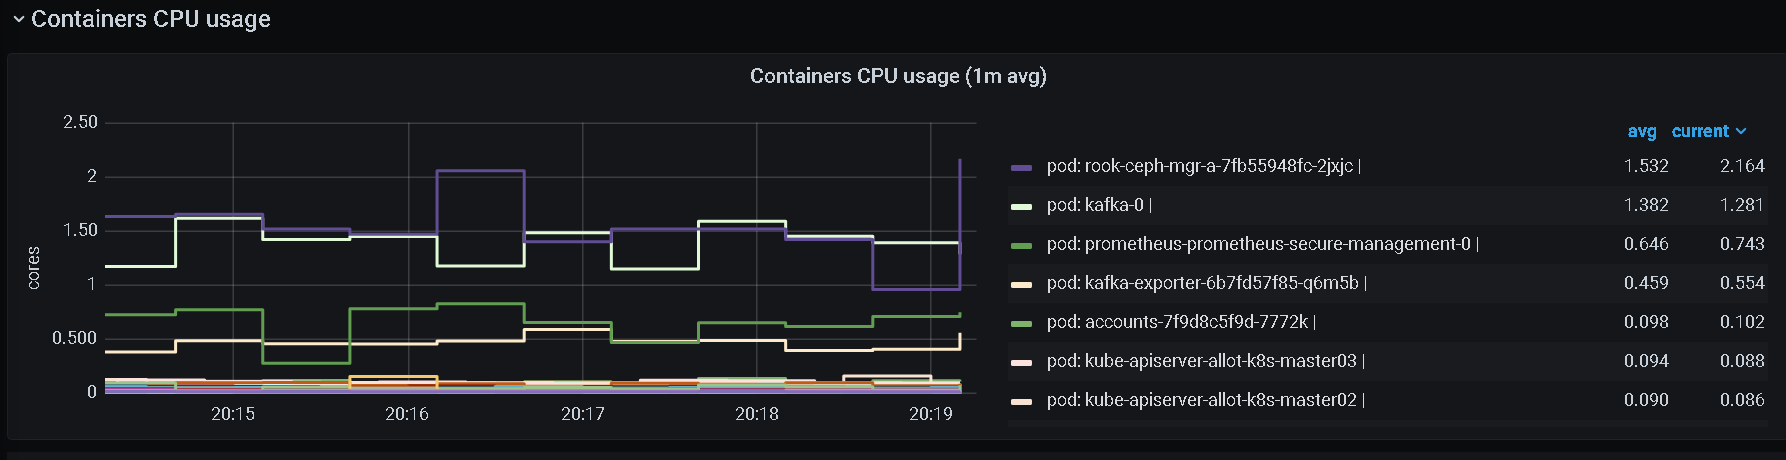 Containers CPU usage
Containers CPU usage (1m avg)
cores
2.50
2
1.50
1
0.500
0
20:15 20:16 20:17 20:18 20:19
avg current
pod: rook-ceph-mgr-a-7fb55948fc-2jxjc | 1.532 2.164
pod: kafka-0 | 1.382 1.281
pod: prometheus-prometheus-secure-management-0 | 0.646 0.743
pod: kafka-exporter-6b7fd57f85-q6m5b | 0.459 0.554
pod: accounts-7f9d8c5f9d-7772k | 0.098 0.102
pod: kube-apiserver-allot-k8s-master03 | 0.094 0.088
pod: kube-apiserver-allot-k8s-master02 | 0.090 0.086